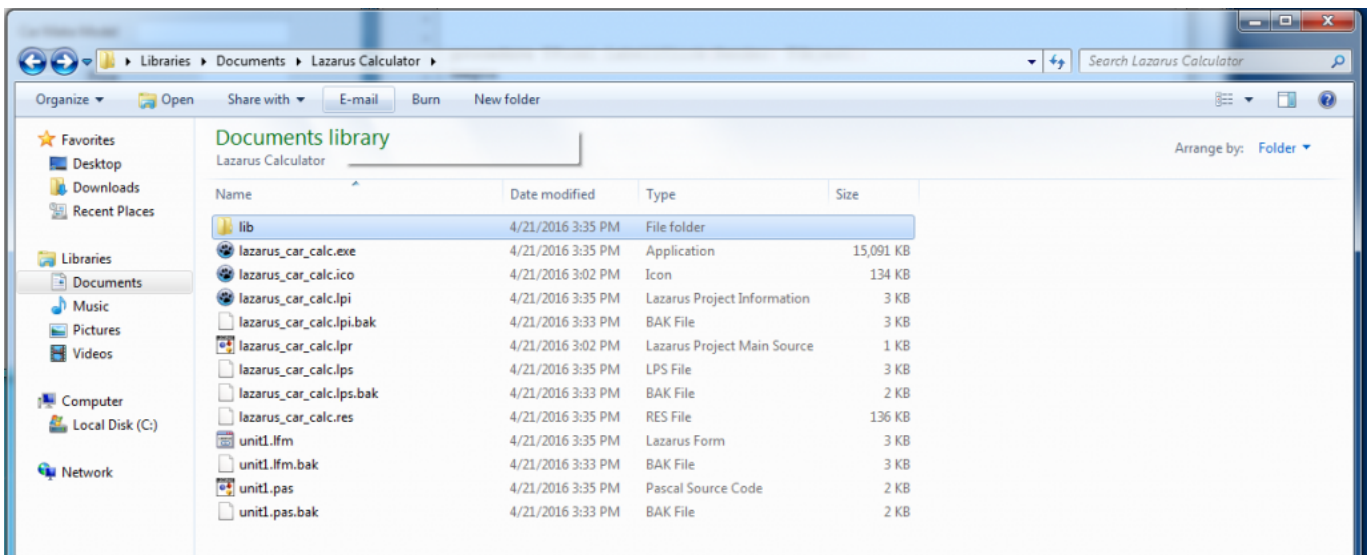 Libraries ▸ Documents ▸ Lazarus Calculator ▸ Search Lazarus Calculator
Organize Open Share with E-mail Burn New folder
Favorites
Desktop
Downloads
Recent Places
Libraries
Documents
Music
Pictures
Videos
Computer
Local Disk (C:)
Network
Documents library
Lazarus Calculator
Arrange by: Folder
Name Date modified Type Size
lib 4/21/2016 3:35 PM File folder
lazarus_car_calc.exe 4/21/2016 3:35 PM Application 15,091 KB
lazarus_car_calc.ico 4/21/2016 3:02 PM Icon 134 KB
lazarus_car_calc.lpi 4/21/2016 3:35 PM Lazarus Project Information 3 KB
lazarus_car_calc.lpi.bak 4/21/2016 3:33 PM BAK File 3 KB
lazarus_car_calc.lpr 4/21/2016 3:02 PM Lazarus Project Main Source 1 KB
lazarus_car_calc.lps 4/21/2016 3:35 PM LPS File 3 KB
lazarus_car_calc.lps.bak 4/21/2016 3:33 PM BAK File 2 KB
lazarus_car_calc.res 4/21/2016 3:35 PM RES File 136 KB
unit1.lfm 4/21/2016 3:35 PM Lazarus Form 3 KB
unit1.lfm.bak 4/21/2016 3:33 PM BAK File 3 KB
unit1.pas 4/21/2016 3:35 PM Pascal Source Code 2 KB
unit1.pas.bak 4/21/2016 3:33 PM BAK File 2 KB